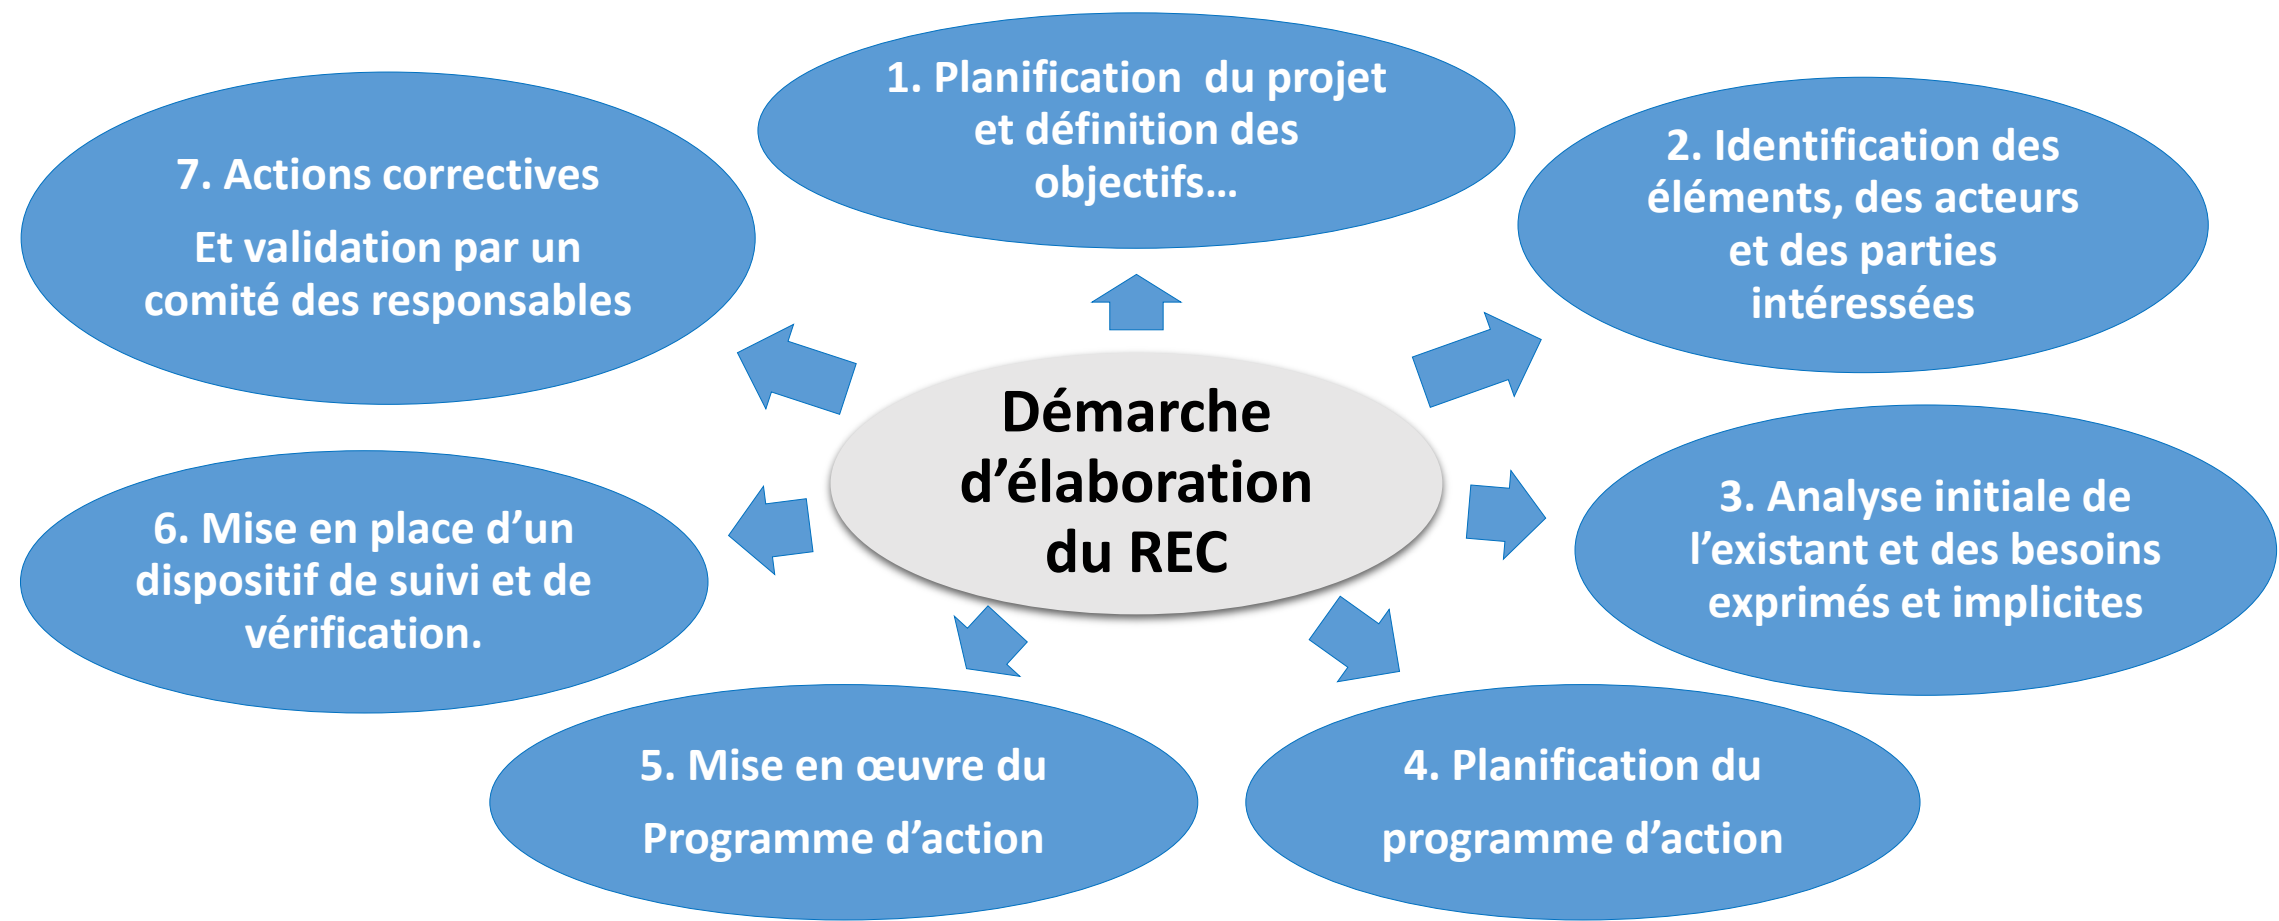 1. Planification  du projet
et définition des
objectifs…
2. Identification des
éléments, des acteurs
et des parties
intéressées
3. Analyse initiale de
l’existant et des besoins
exprimés et implicites
4. Planification du
programme d’action
5. Mise en œuvre du
Programme d’action
6. Mise en place d’un
dispositif de suivi et de
vérification.
7. Actions correctives
Et validation par un
comité des responsables
Démarche
d’élaboration
du REC